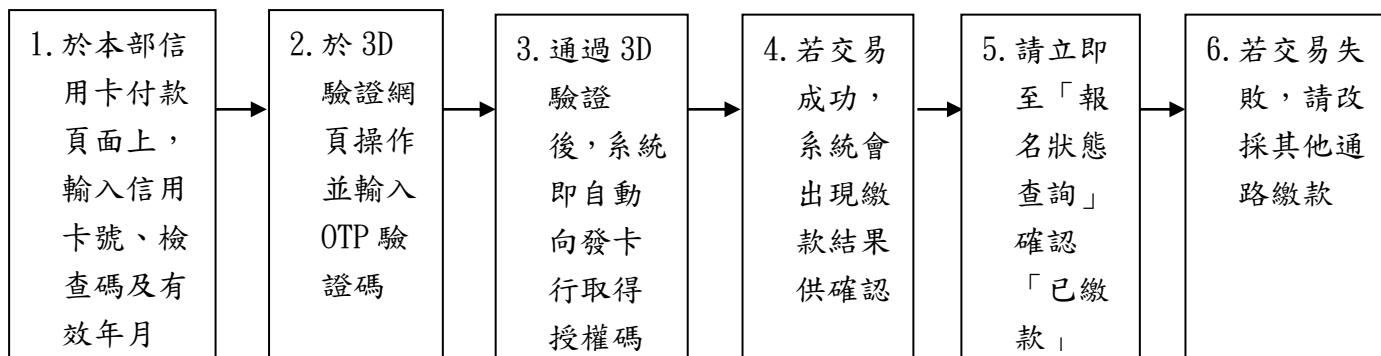 1.於本部信
用卡付款
頁面上，
輸入信用
卡號、檢
查碼及有
效年月
2.於 3D
驗證網
頁操作
並輸入
OTP 驗
證碼
3.通過 3D
驗證
後，系統
即自動
向發卡
行取得
授權碼
4.若交易
成功，
系統會
出現繳
款結果
供確認
5.請立即
至「報
名狀態
查詢」
確認
「已繳
款」
6.若交易失
敗，請改
採其他通
路繳款